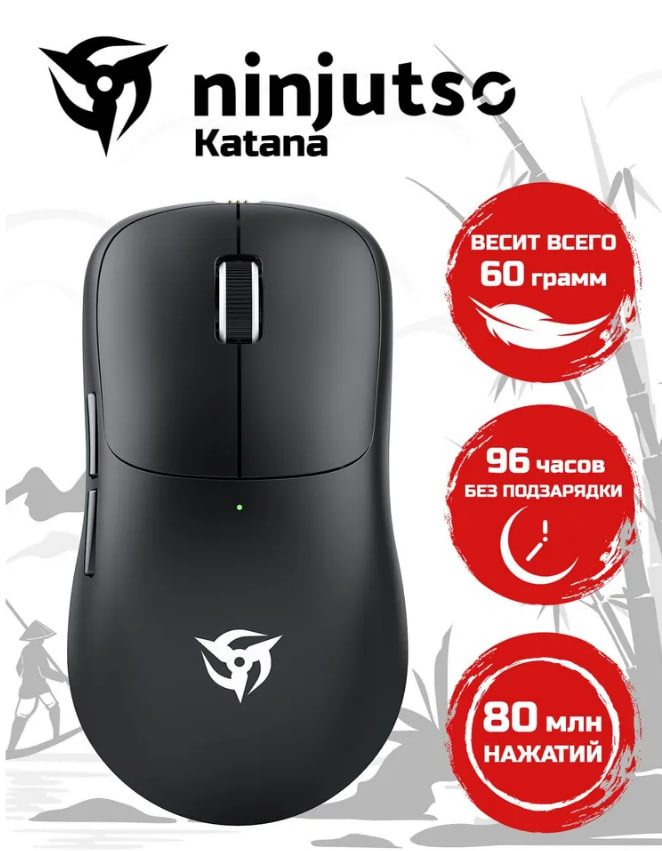 ninjutso
Katana
ВЕСИТ ВСЕГО
60 грамм
96 часов
БЕЗ ПОДЗАРЯДКИ
80 млн
НАЖАТИЙ